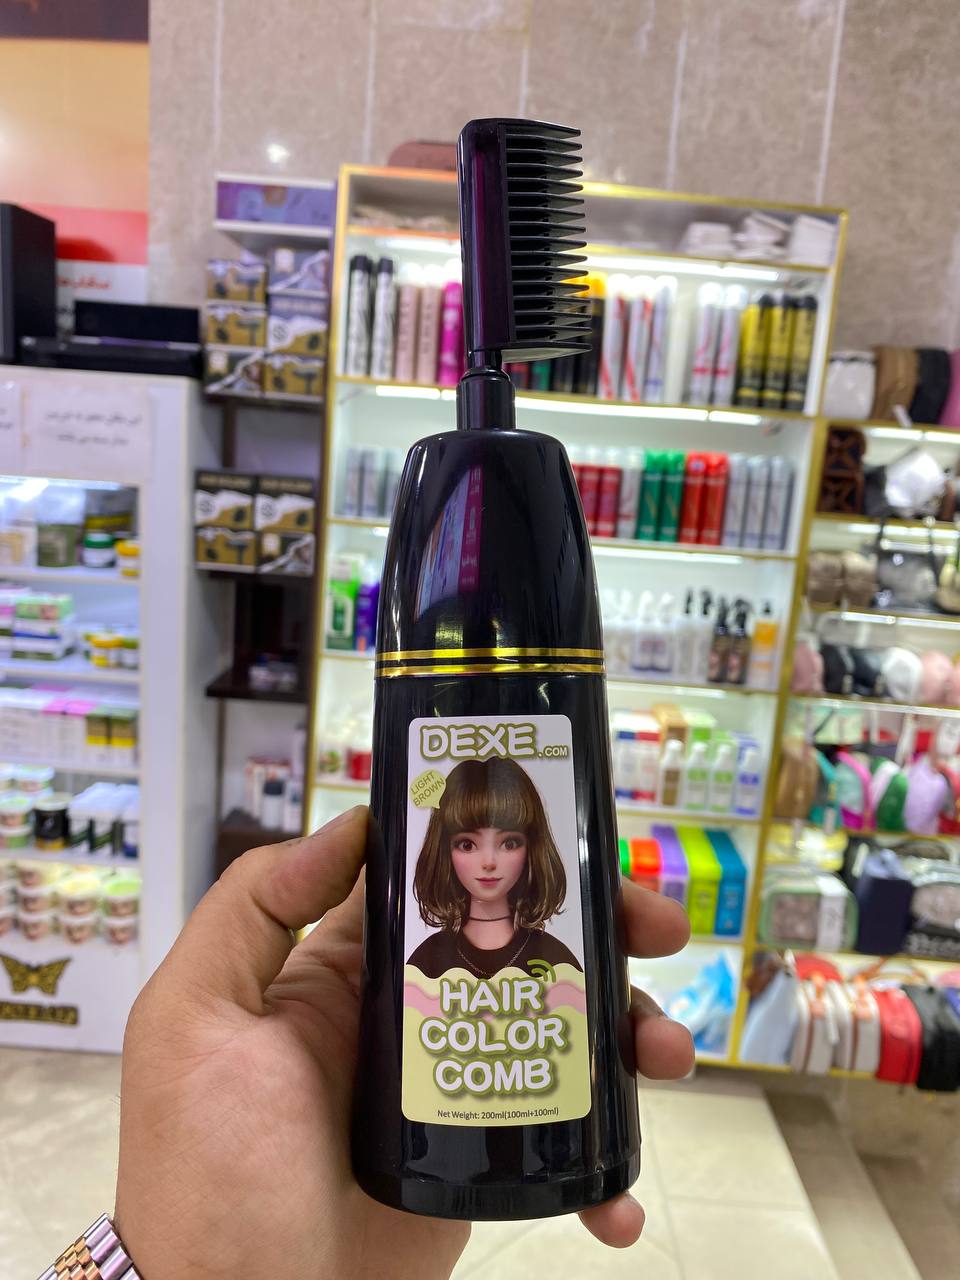 DEXE.COM
LIGHT
BROWN
HAIR
COLOR
COMB
Net Weight: 200ml(100ml+100ml)